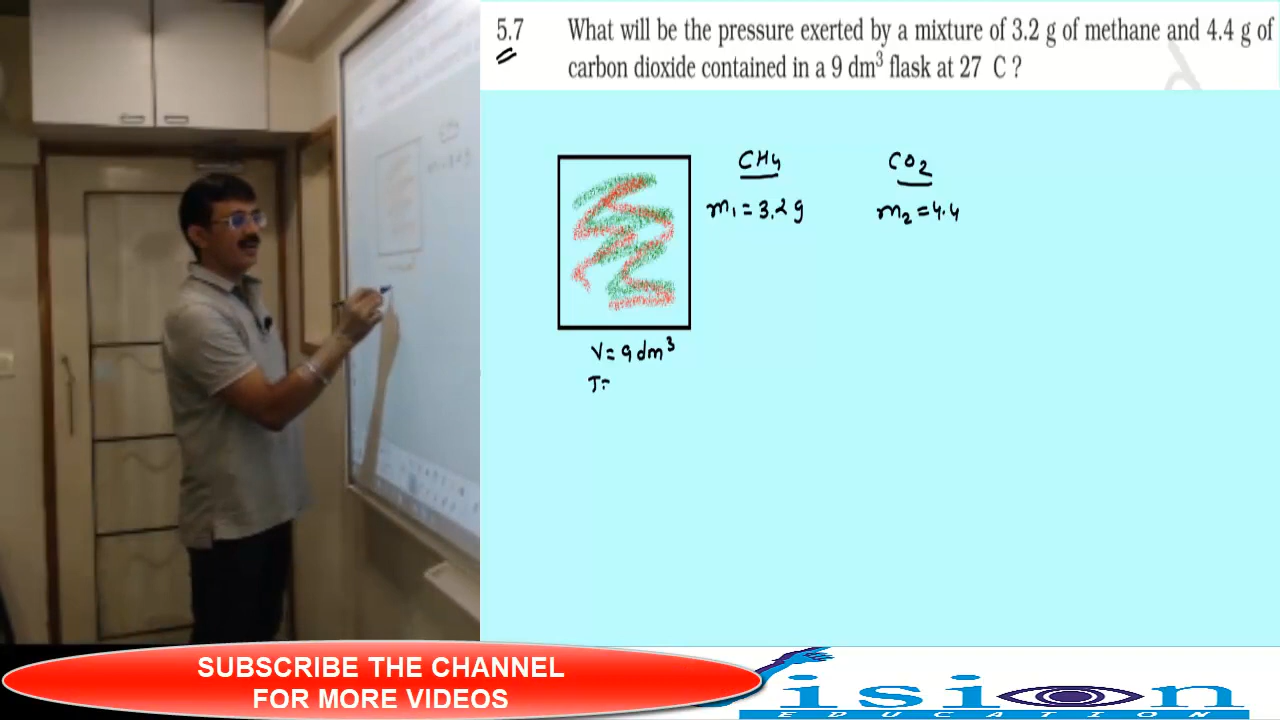 5.7 What will be the pressure exerted by a mixture of 3.2 g of methane and 4.4 g of
carbon dioxide contained in a 9 dm³ flask at 27 C ?
CH₄ CO₂
m₁ = 3.2 g m₂ = 4.4
V = 9 dm³
T=
SUBSCRIBE THE CHANNEL
FOR MORE VIDEOS
Vision
EDUCATION